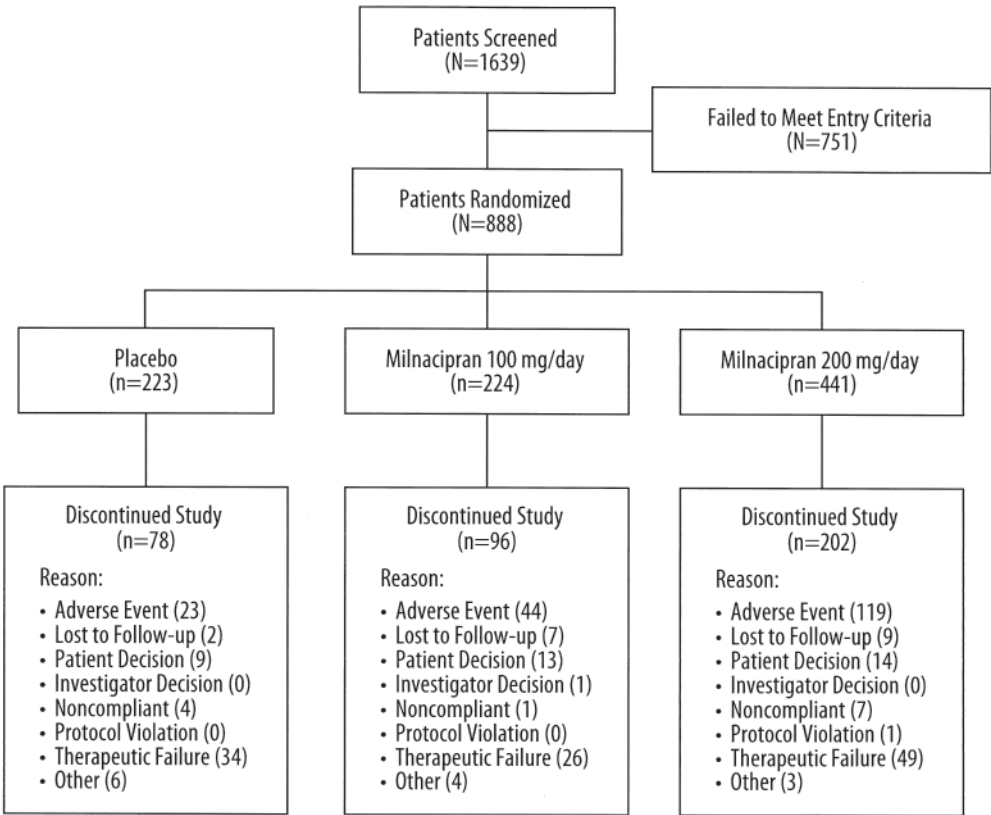 Patients Screened
(N=1639)
Failed to Meet Entry Criteria
(N=751)
Patients Randomized
(N=888)
Placebo
(n=223)
Milnacipran 100 mg/day
(n=224)
Milnacipran 200 mg/day
(n=441)
Discontinued Study
(n=78)
Reason:
• Adverse Event (23)
• Lost to Follow-up (2)
• Patient Decision (9)
• Investigator Decision (0)
• Noncompliant (4)
• Protocol Violation (0)
• Therapeutic Failure (34)
• Other (6)
Discontinued Study
(n=96)
Reason:
• Adverse Event (44)
• Lost to Follow-up (7)
• Patient Decision (13)
• Investigator Decision (1)
• Noncompliant (1)
• Protocol Violation (0)
• Therapeutic Failure (26)
• Other (4)
Discontinued Study
(n=202)
Reason:
• Adverse Event (119)
• Lost to Follow-up (9)
• Patient Decision (14)
• Investigator Decision (0)
• Noncompliant (7)
• Protocol Violation (1)
• Therapeutic Failure (49)
• Other (3)